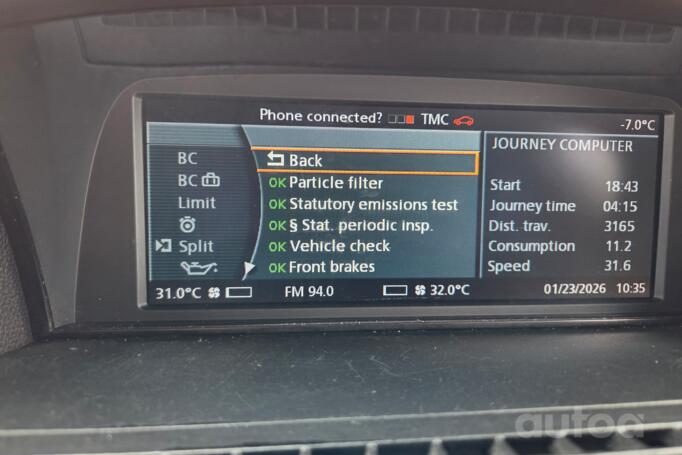 Phone connected? TMC
-7.0°C
BC
BC
Limit
Split
Back
OK Particle filter
OK Statutory emissions test
OK § Stat. periodic insp.
OK Vehicle check
OK Front brakes
JOURNEY COMPUTER
Start 18:43
Journey time 04:15
Dist. trav. 3165
Consumption 11.2
Speed 31.6
31.0°C FM 94.0 32.0°C 01/23/2026 10:35
autoa